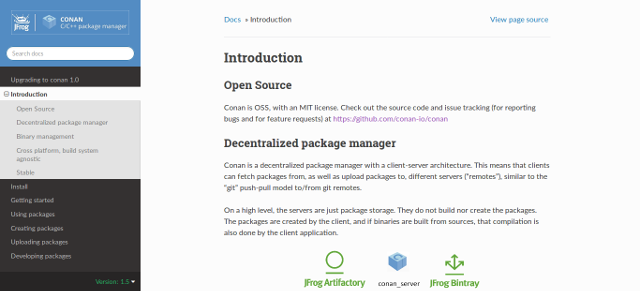 JFrog
CONAN
C/C++ package manager
Search docs
Upgrading to conan 1.0
Introduction
Open Source
Decentralized package manager
Binary management
Cross platform, build system
agnostic
Stable
Install
Getting started
Using packages
Creating packages
Uploading packages
Developing packages
Version: 1.5
Docs » Introduction
View page source
Introduction
Open Source
Conan is OSS, with an MIT license. Check out the source code and issue tracking (for reporting
bugs and for feature requests) at https://github.com/conan-io/conan
Decentralized package manager
Conan is a decentralized package manager with a client-server architecture. This means that clients
can fetch packages from, as well as upload packages to, different servers (“remotes”), similar to the
“git” push-pull model to/from git remotes.
On a high level, the servers are just package storage. They do not build nor create the packages.
The packages are created by the client, and if binaries are built from sources, that compilation is
also done by the client application.
JFrog Artifactory
conan_server
JFrog Bintray